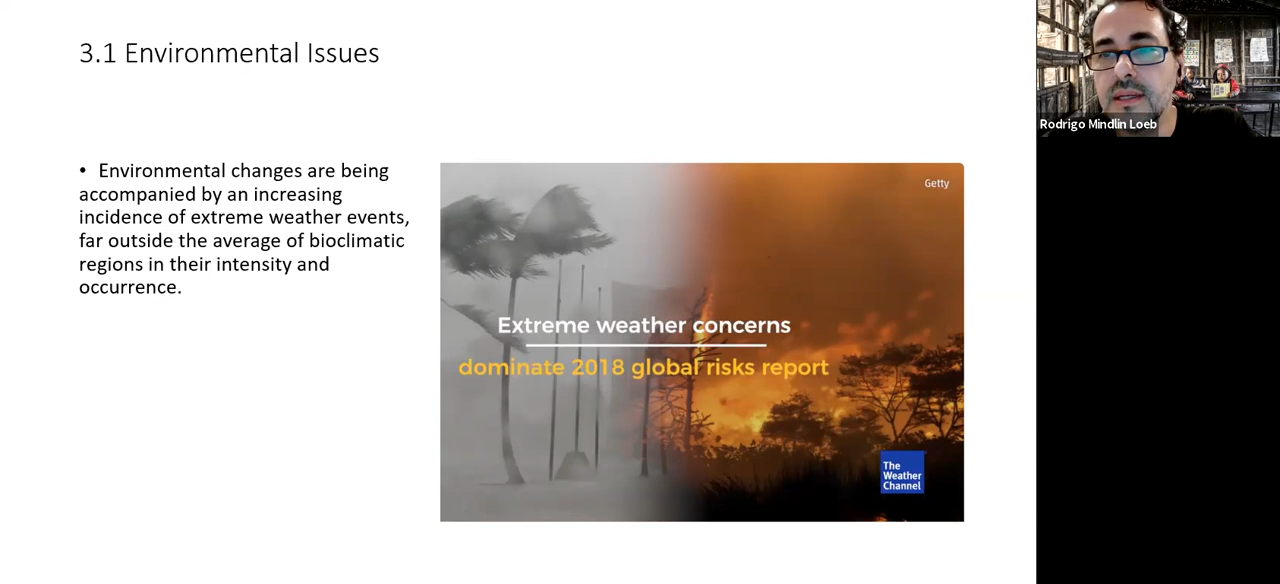 3.1 Environmental Issues
• Environmental changes are being
accompanied by an increasing
incidence of extreme weather events,
far outside the average of bioclimatic
regions in their intensity and
occurrence.
Getty
Extreme weather concerns
dominate 2018 global risks report
The
Weather
Channel
Rodrigo Mindlin Loeb